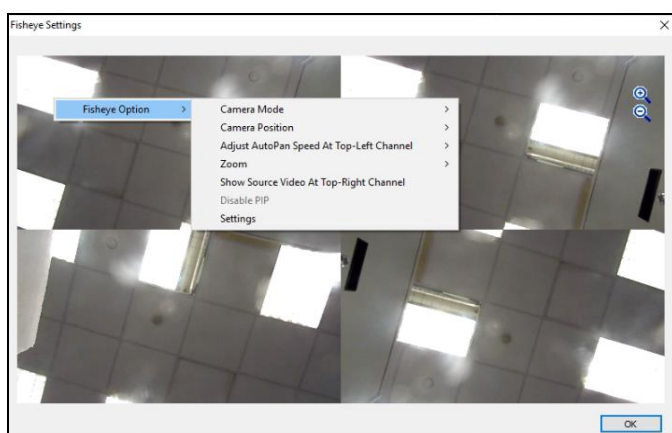 Fisheye Settings
Fisheye Option
Camera Mode
Camera Position
Adjust AutoPan Speed At Top-Left Channel
Zoom
Show Source Video At Top-Right Channel
Disable PIP
Settings
OK